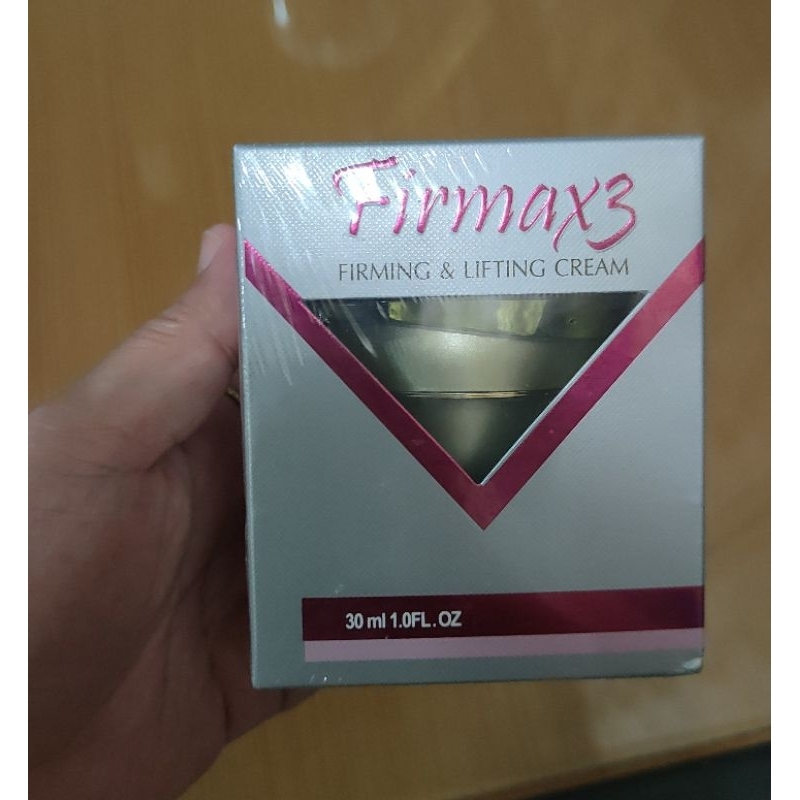 Firmax3
FIRMING & LIFTING CREAM
30 ml 1.0FL.OZ